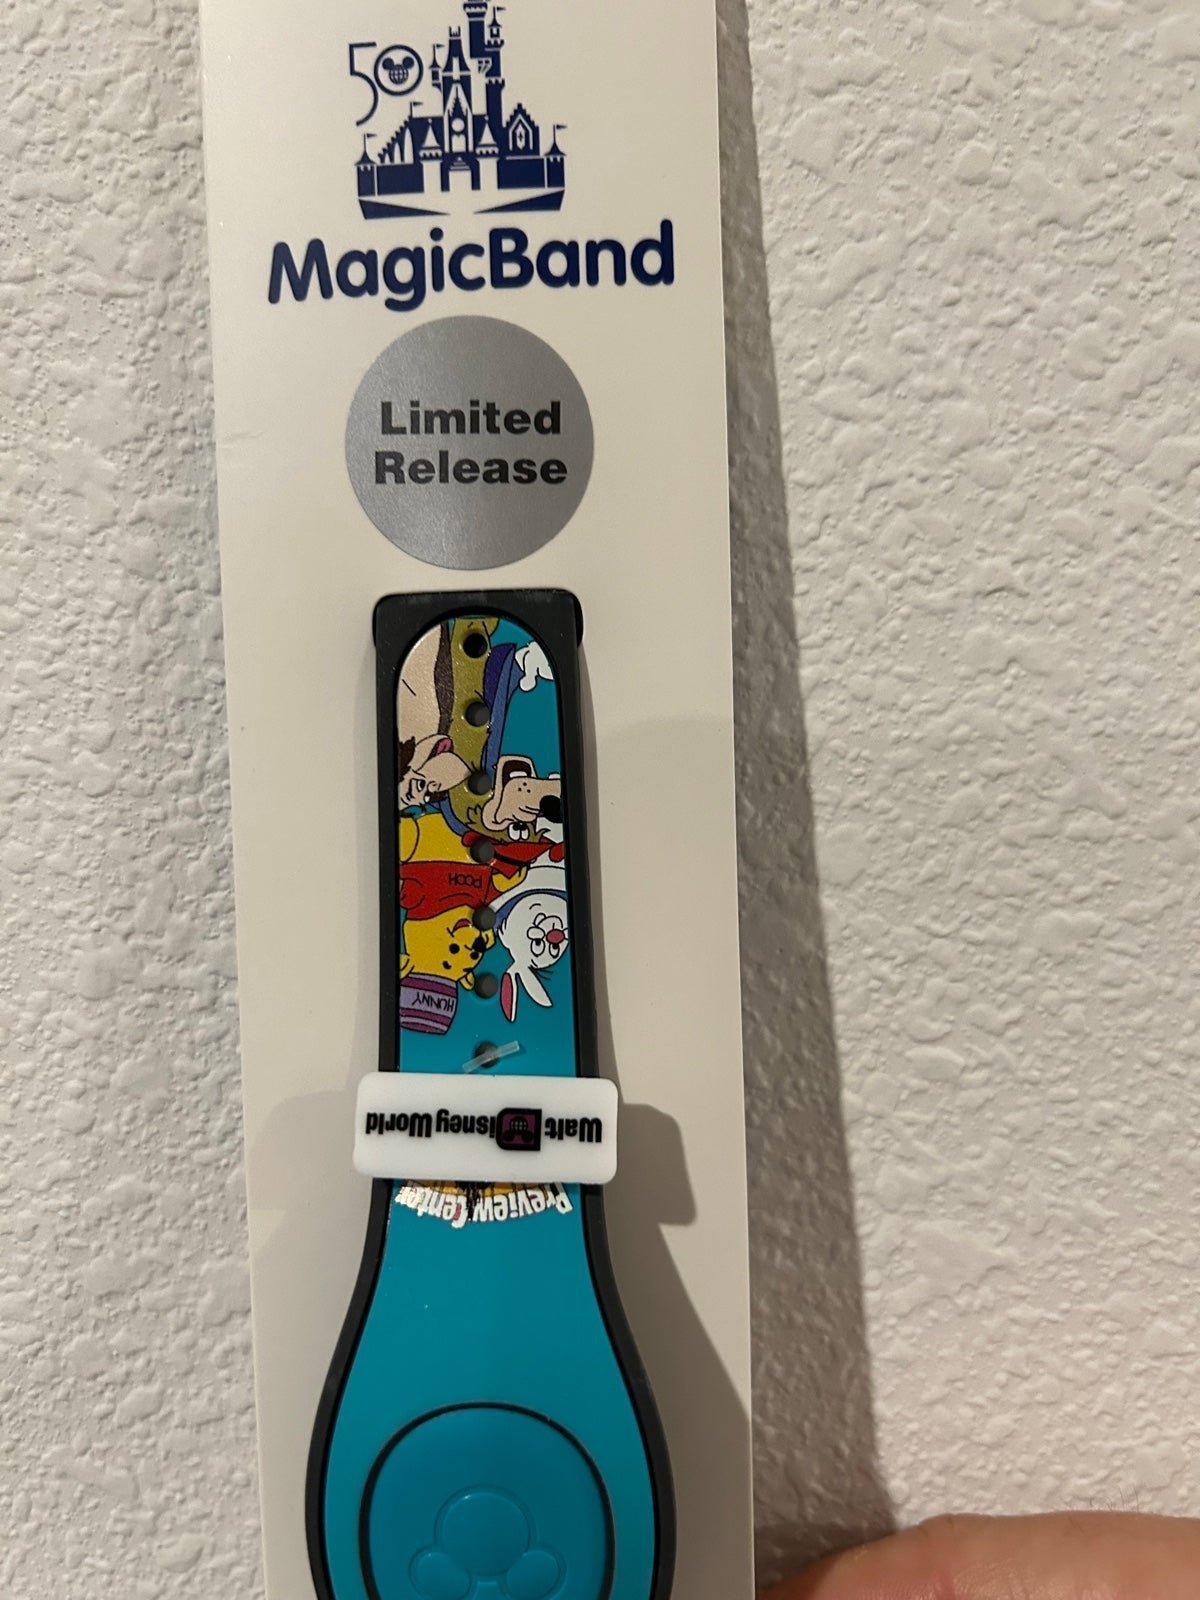 50
MagicBand
Limited
Release
POOH
HUNNY
Walt Disney World
Preview Center